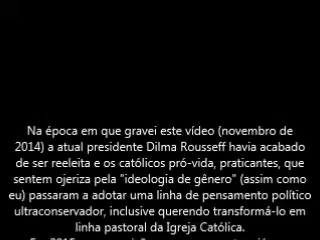 Na época em que gravei este vídeo (novembro de
2014) a atual presidente Dilma Rousseff havia acabado
de ser reeleita e os católicos pró-vida, praticantes, que
sentem ojeriza pela "ideologia de gênero" (assim como
eu) passaram a adotar uma linha de pensamento político
ultraconservador, inclusive querendo transformá-lo em
linha pastoral da Igreja Católica.